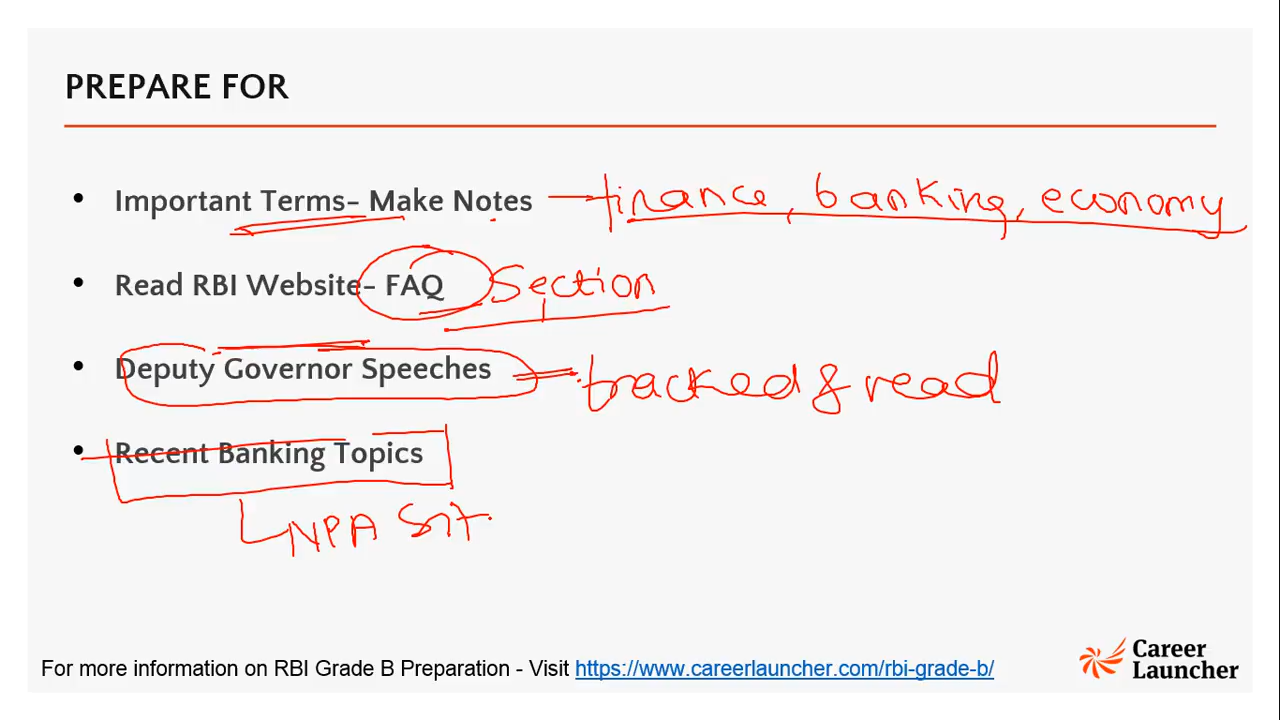 PREPARE FOR
• Important Terms- Make Notes — finance, banking, economy
• Read RBI Website- FAQ Section
• Deputy Governor Speeches tracked & read
• Recent Banking Topics
NPA
For more information on RBI Grade B Preparation - Visit https://www.careerlauncher.com/rbi-grade-b/
Career
Launcher